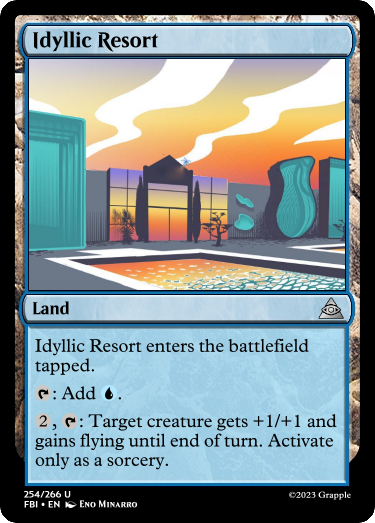 Idyllic Resort
Land
Idyllic Resort enters the battlefield
tapped.
: Add .
2 , : Target creature gets +1/+1 and
gains flying until end of turn. Activate
only as a sorcery.
254/266 U
FBI • EN Eno Minarro
©2023 Grapple